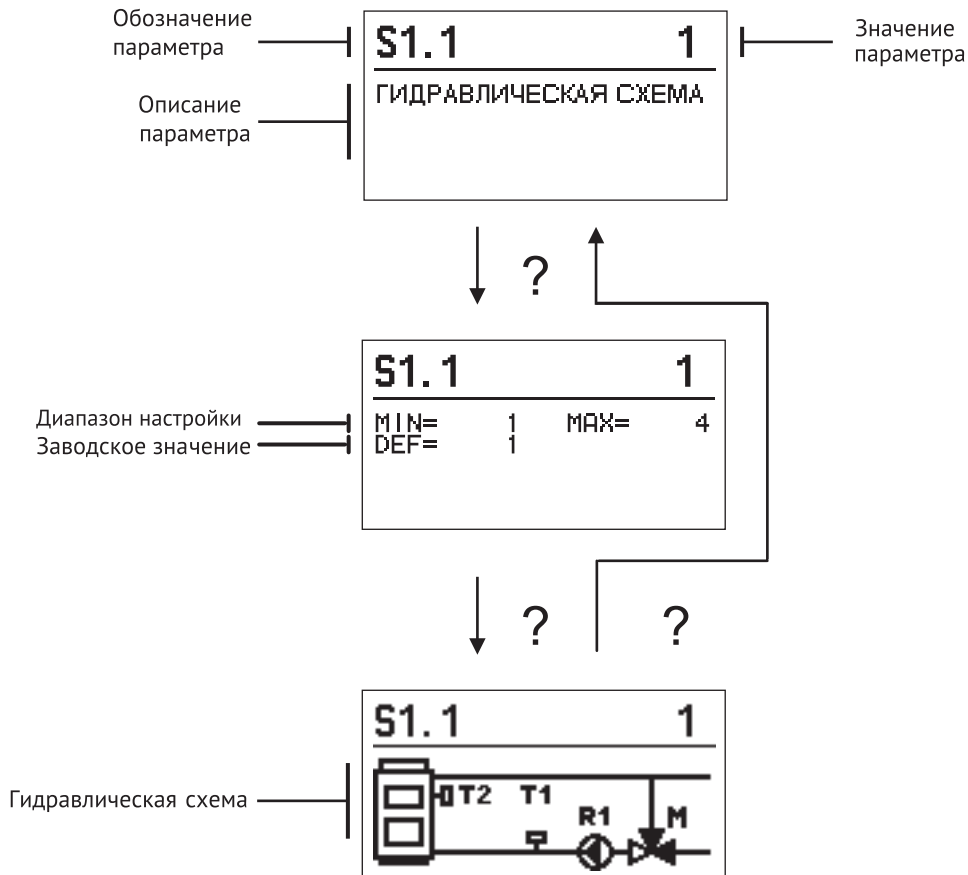 Обозначение
параметра
S1.1 1
Значение
параметра
Описание
параметра
ГИДРАВЛИЧЕСКАЯ СХЕМА
?
S1.1 1
Диапазон настройки
MIN= 1 MAX= 4
Заводское значение
DEF= 1
? ?
S1.1 1
Гидравлическая схема
T2 T1
R1 M